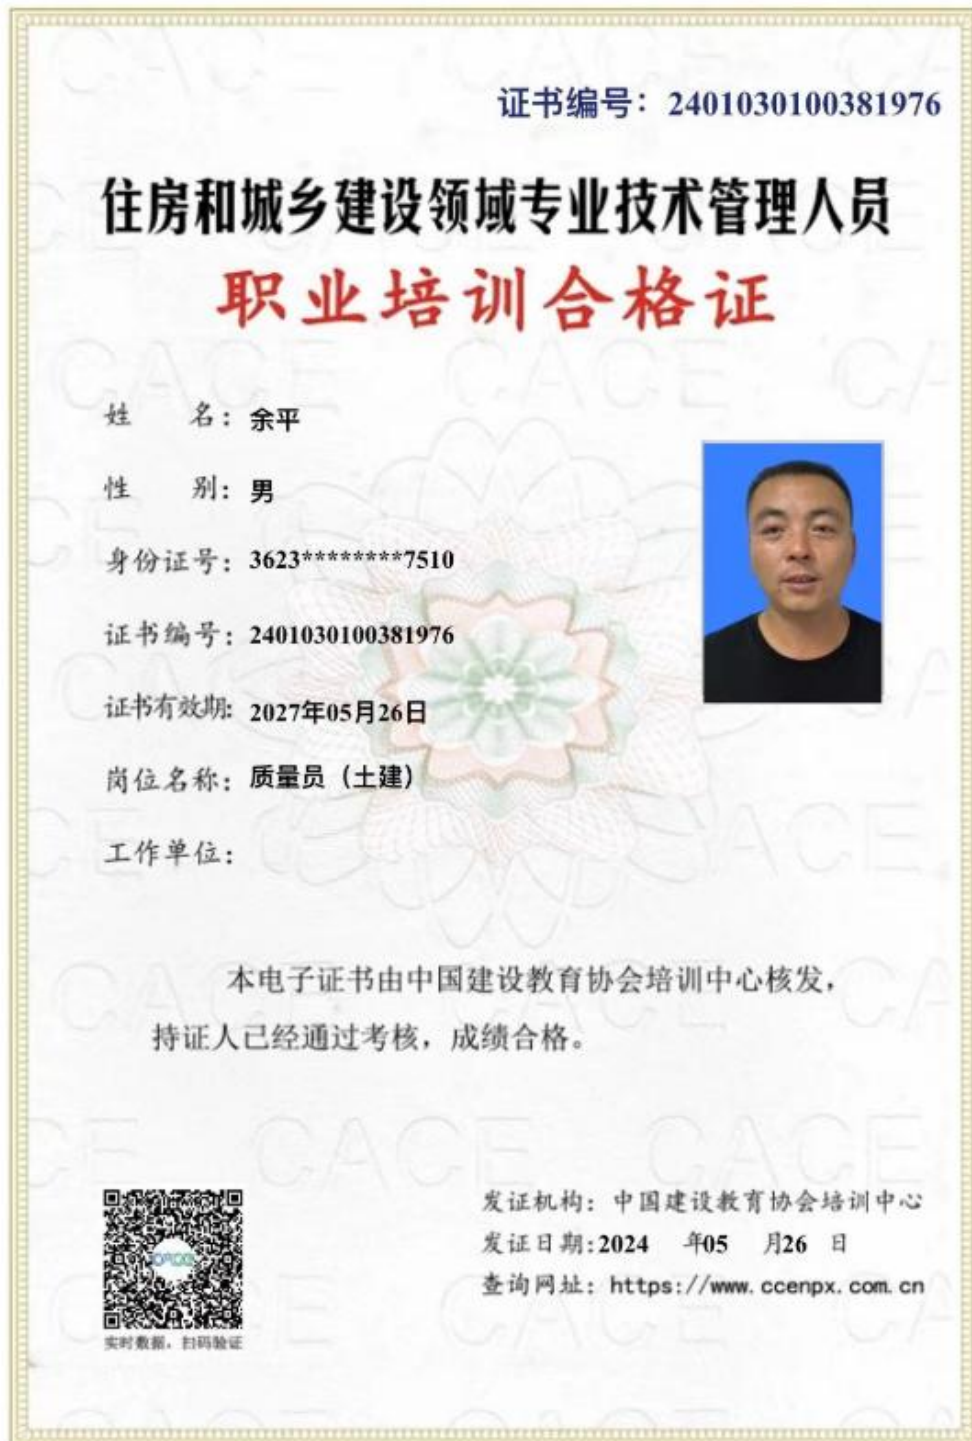 证书编号：2401030100381976
住房和城乡建设领域专业技术管理人员
职业培训合格证
姓 名：余平
性 别：男
身份证号：3623********7510
证书编号：2401030100381976
证书有效期：2027年05月26日
岗位名称：质量员（土建）
工作单位：
本电子证书由中国建设教育协会培训中心核发，
持证人已经通过考核，成绩合格。
发证机构：中国建设教育协会培训中心
发证日期:2024 年05 月26 日
查询网址：https://www.ccenpx.com.cn
实时数据，扫码验证
CACE